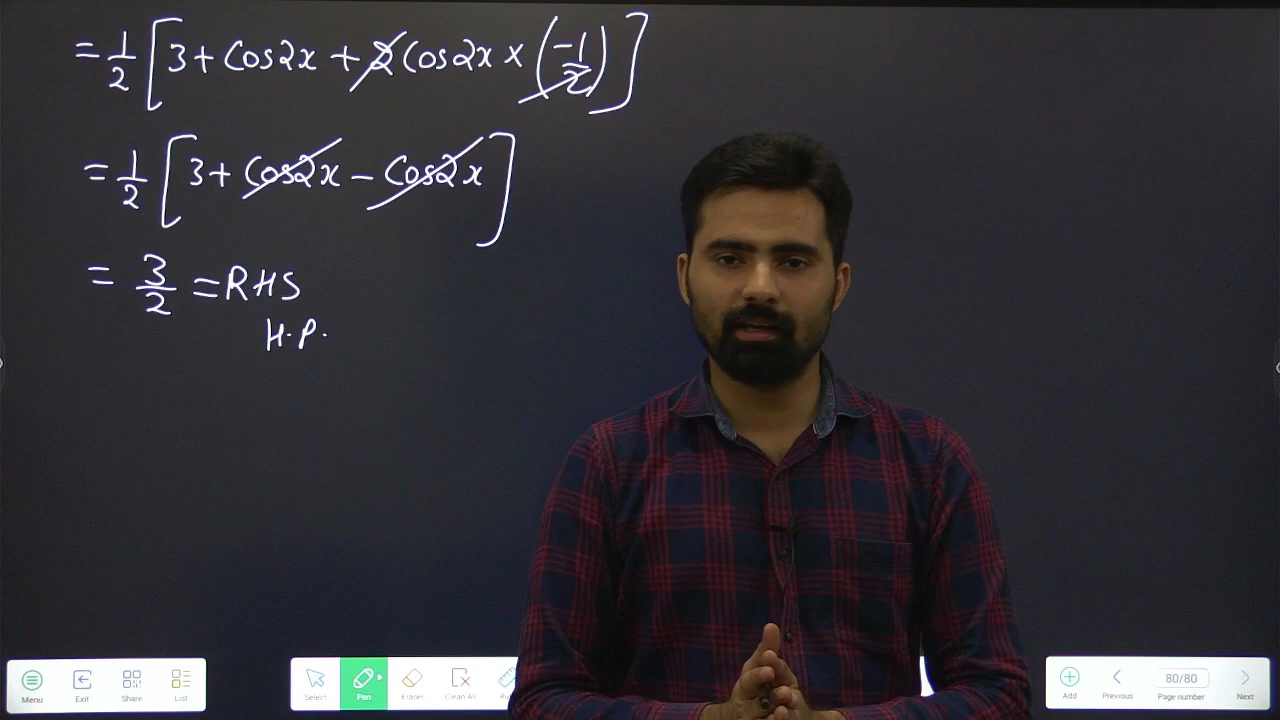 = 1/2 [ 3 + Cos2x + 2 Cos2x × (-1/2) ]
= 1/2 [ 3 + Cos2x - Cos2x ]
= 3/2 = RHS
H.P.
Menu Exit Share List Select Pen Eraser Clean All Add Previous 80/80 Page number Next